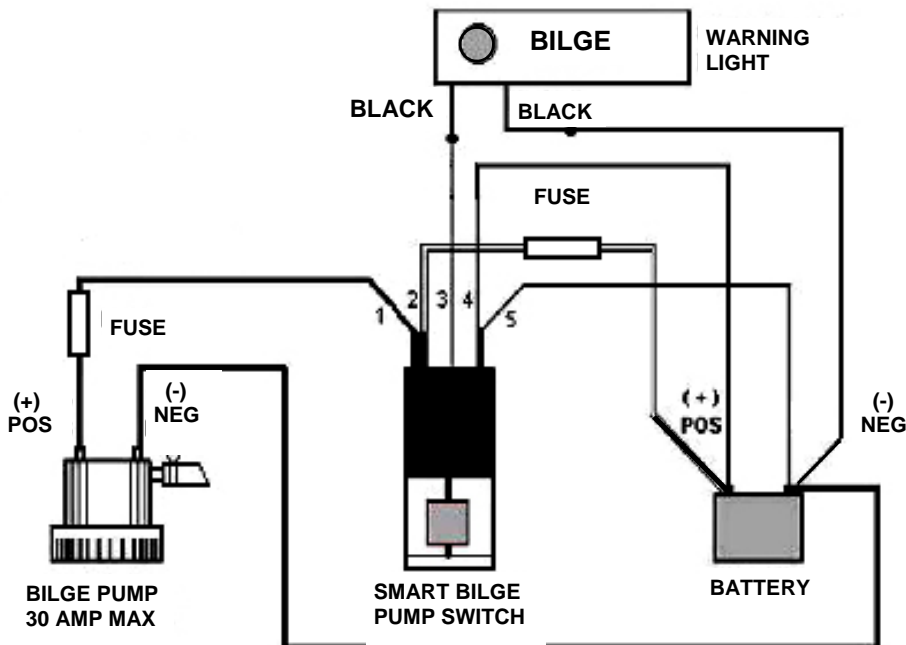 BILGE
WARNING
LIGHT
BLACK
BLACK
FUSE
2
3
4
1
5
FUSE
(+)
POS
(-)
NEG
(+)
POS
(-)
NEG
BILGE PUMP
30 AMP MAX
SMART BILGE
PUMP SWITCH
BATTERY